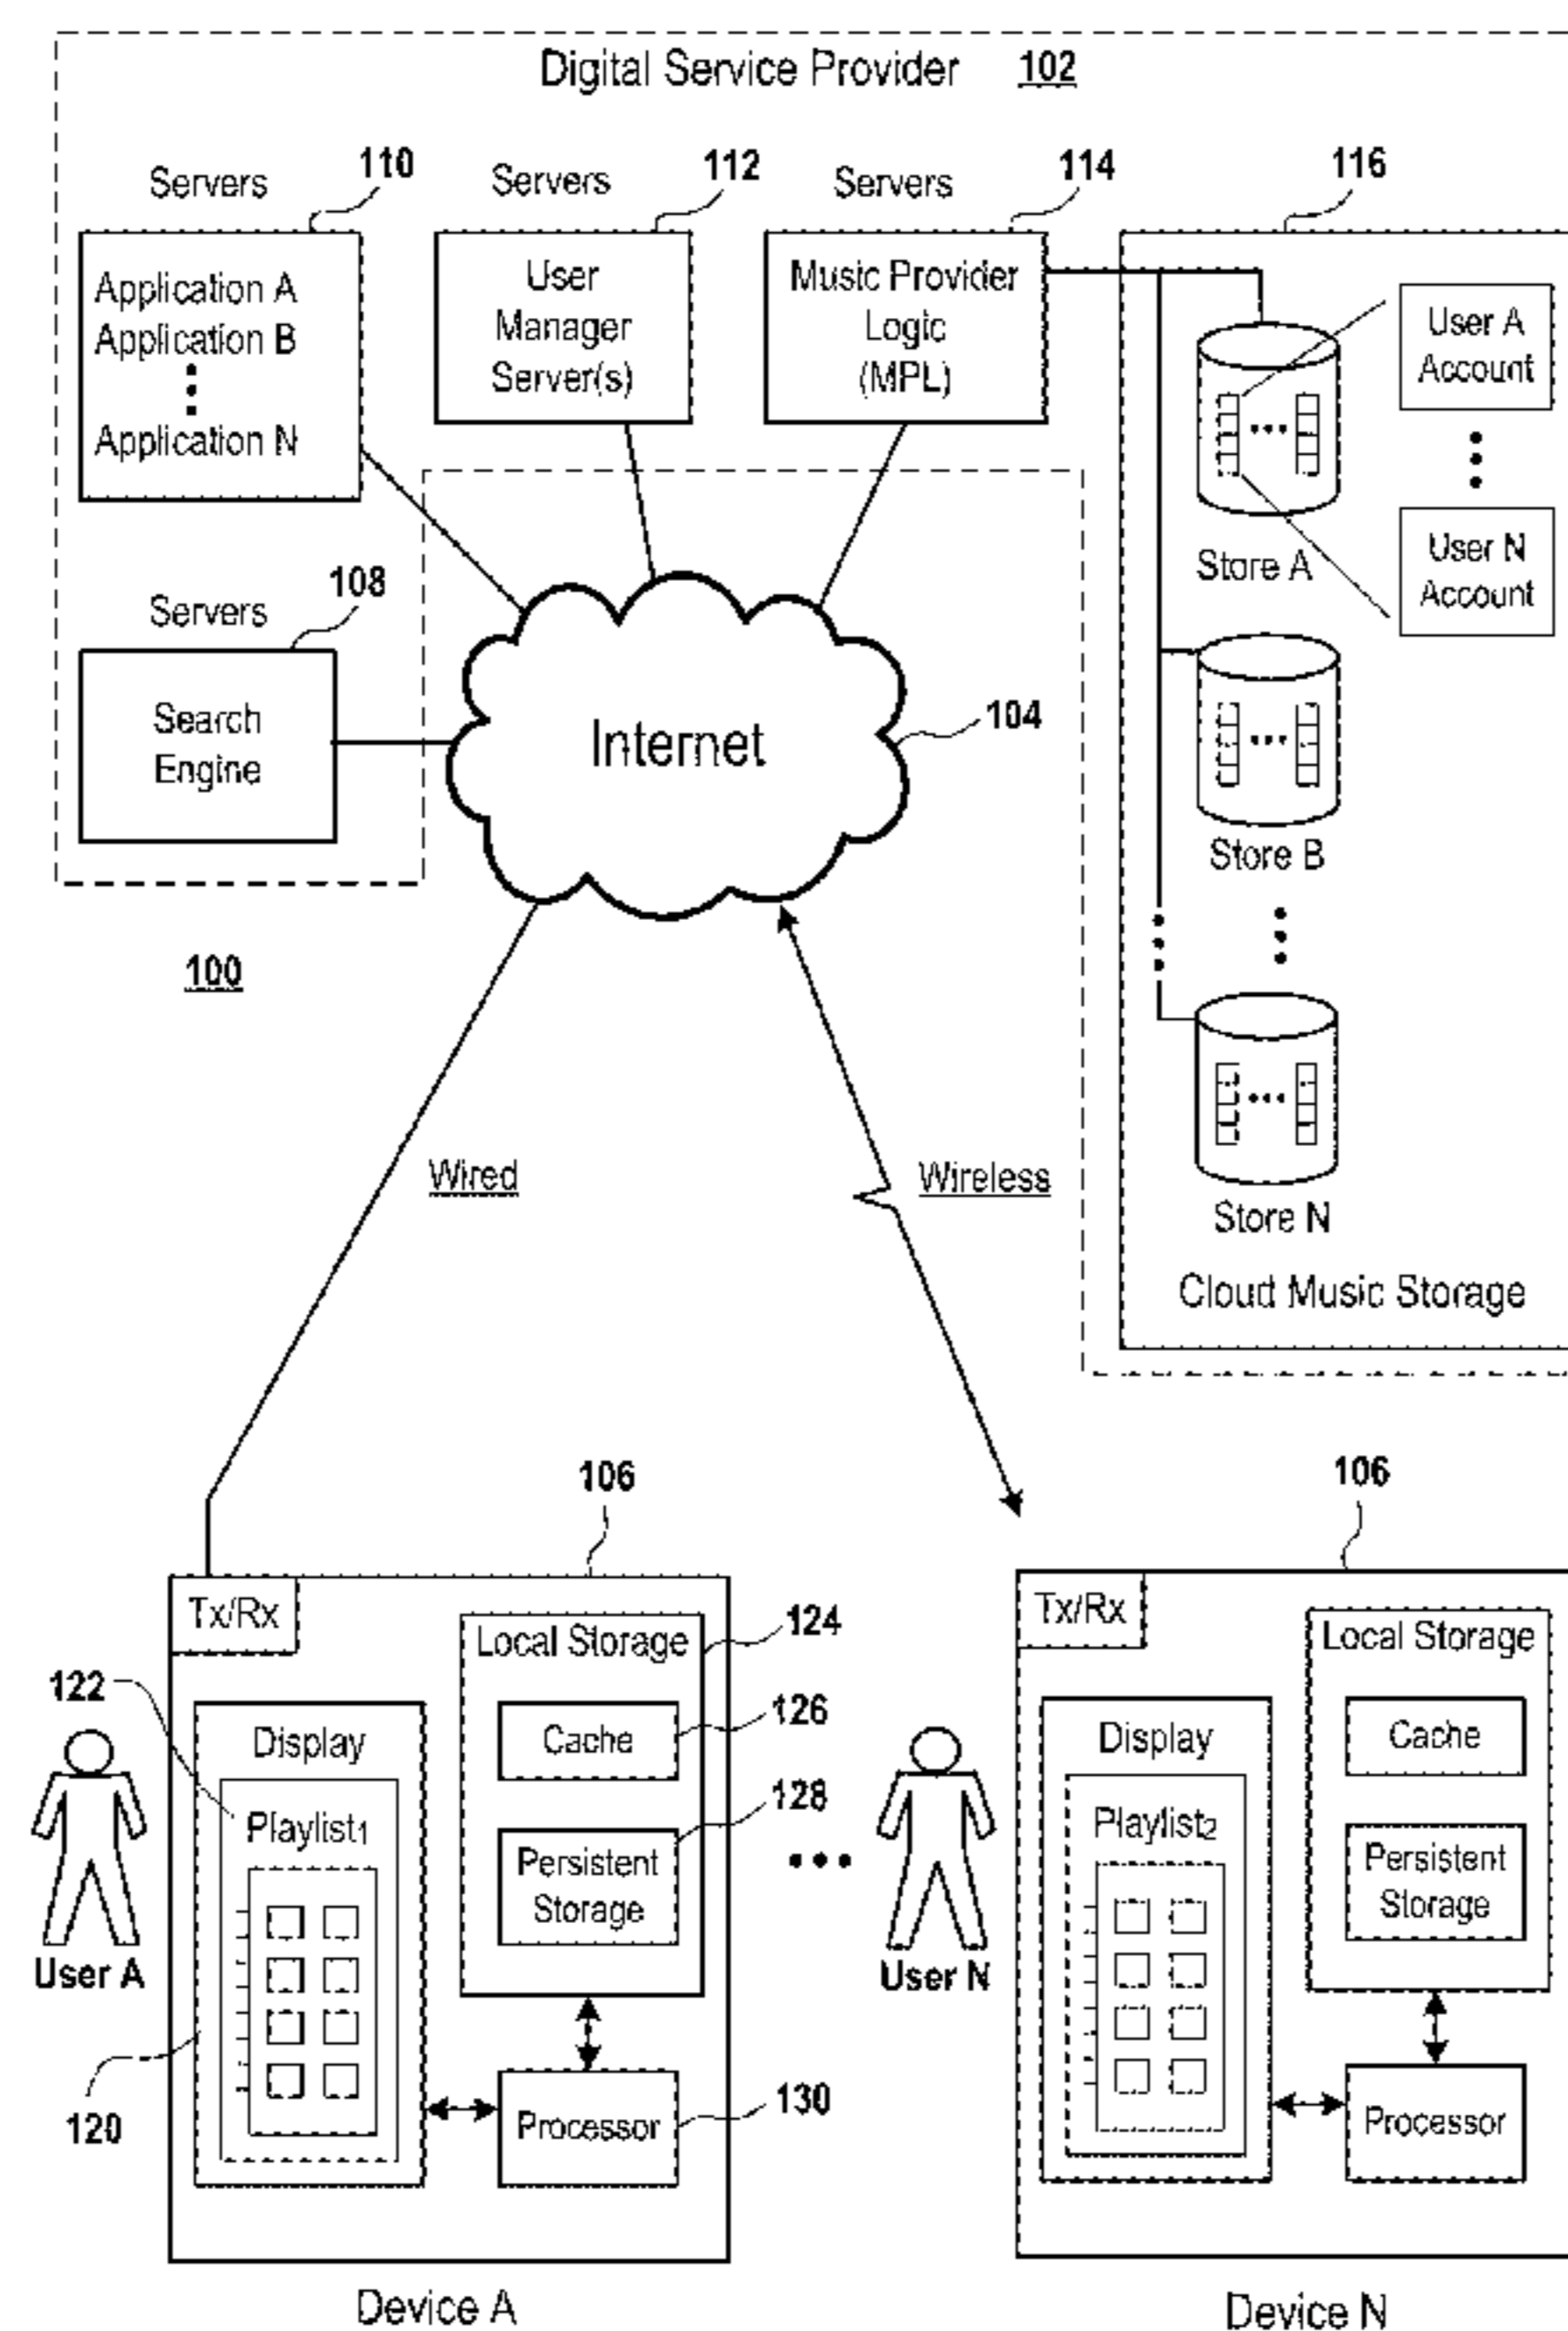 Digital Service Provider 102
Servers 110
Servers 112
Servers 114
116
Application A
Application B
Application N
User
Manager
Server(s)
Music Provider
Logic
(MPL)
User A
Account
User N
Account
Store A
Servers 108
Search
Engine
Internet
104
Store B
100
Store N
Cloud Music Storage
Wired
Wireless
106
Tx/Rx
Local Storage
124
122
Cache
126
Display
Playlist1
Persistent
Storage
128
User A
120
Processor
130
Device A
106
Tx/Rx
Local Storage
Cache
Display
Playlist2
Persistent
Storage
User N
Processor
Device N